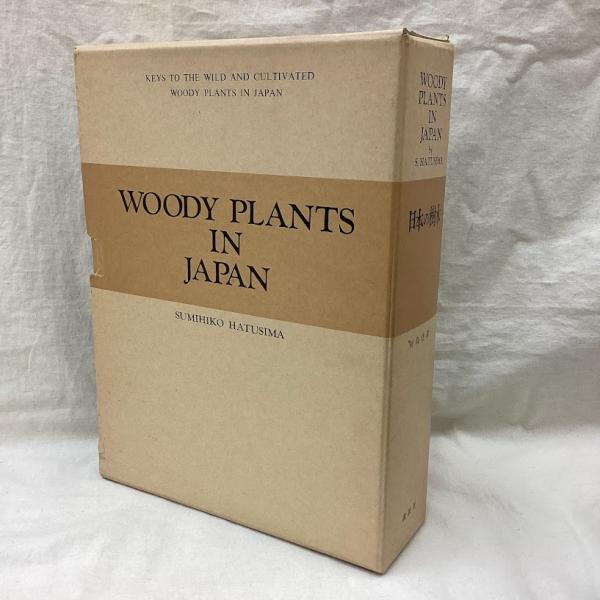 KEYS TO THE WILD AND CULTIVATED
WOODY PLANTS IN JAPAN
WOODY PLANTS
IN
JAPAN
SUMIHIKO HATUSIMA
WOODY
PLANTS
IN
JAPAN
by
S. HATUSIMA
日本の樹木